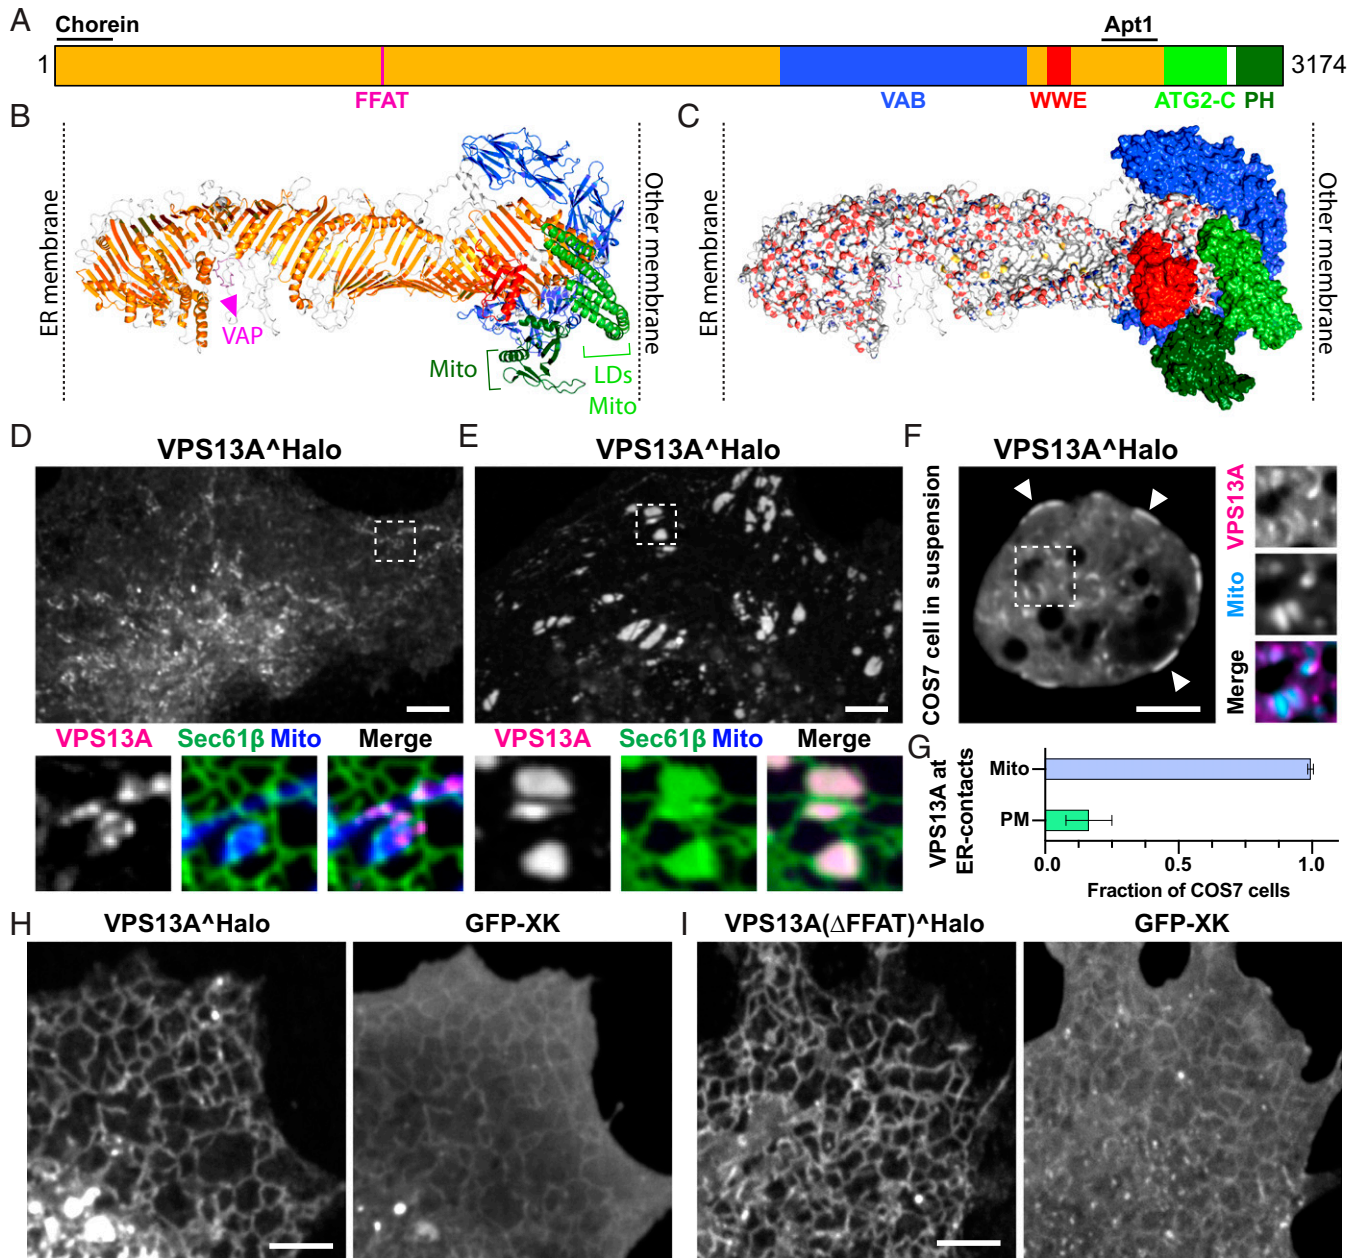 A
Chorein
Apt1
1
3174
FFAT
VAB
WWE
ATG2-C
PH
B
ER membrane
VAP
Mito
LDs
Mito
Other membrane
C
ER membrane
Other membrane
D
VPS13A^Halo
E
VPS13A^Halo
F
VPS13A^Halo
COS7 cell in suspension
VPS13A
Mito
Merge
VPS13A
Sec61β Mito
Merge
VPS13A
Sec61β Mito
Merge
G
VPS13A at
ER-contacts
Mito
PM
0.0
0.5
1.0
Fraction of COS7 cells
H
VPS13A^Halo
GFP-XK
I
VPS13A(∆FFAT)^Halo
GFP-XK